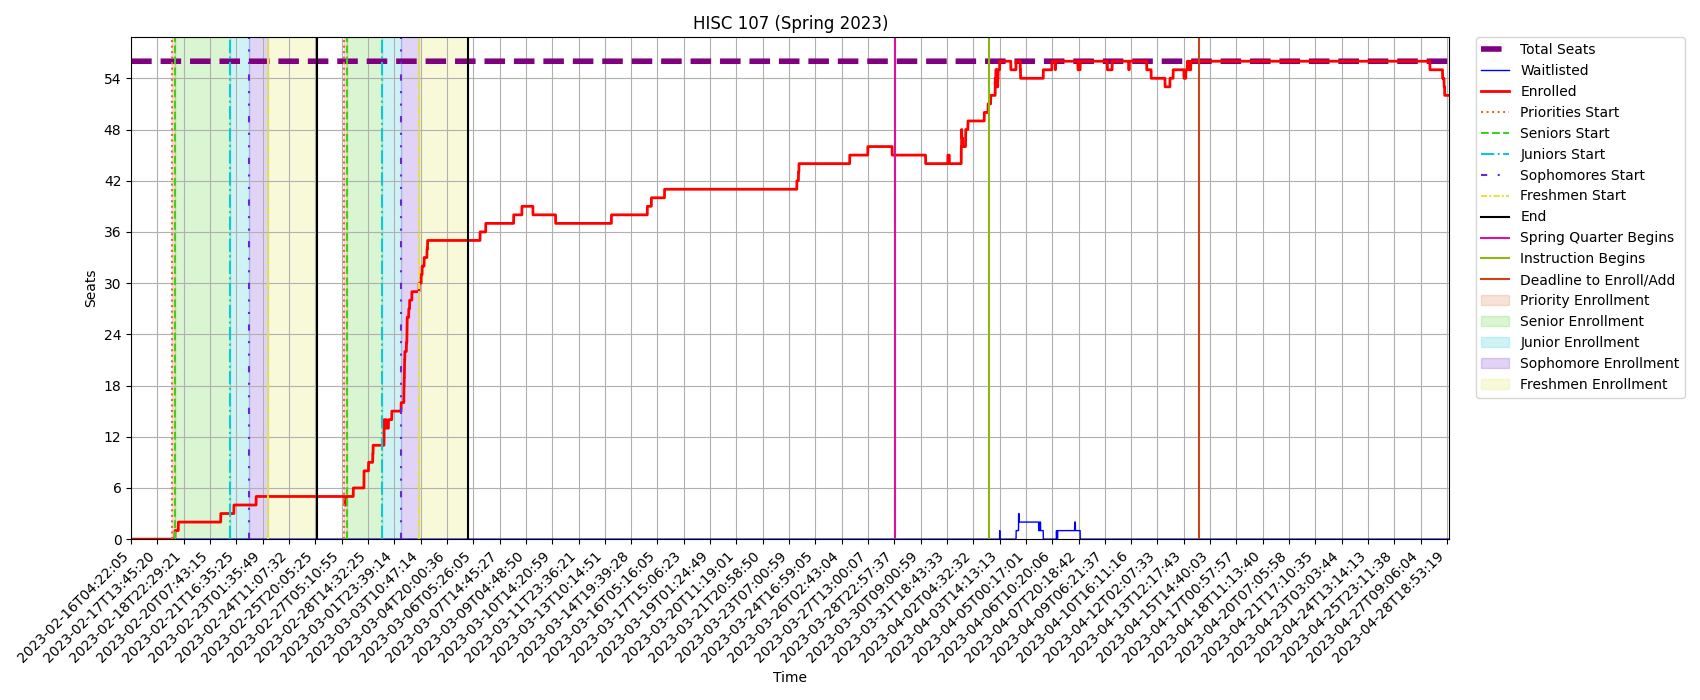 HISC 107 (Spring 2023)
Seats
54
48
42
36
30
24
18
12
6
0
2023-02-16T04:22:05
2023-02-17T13:45:20
2023-02-18T22:29:21
2023-02-20T07:43:15
2023-02-21T16:35:25
2023-02-23T01:35:49
2023-02-24T11:07:32
2023-02-25T20:05:25
2023-02-27T05:10:55
2023-02-28T14:32:25
2023-03-01T23:39:14
2023-03-03T10:47:14
2023-03-04T20:00:36
2023-03-06T05:26:05
2023-03-07T14:45:27
2023-03-09T04:48:50
2023-03-10T14:20:59
2023-03-11T23:36:21
2023-03-13T10:14:51
2023-03-14T19:39:28
2023-03-16T05:16:05
2023-03-17T15:06:23
2023-03-19T01:24:49
2023-03-20T11:19:01
2023-03-21T20:58:50
2023-03-23T07:00:59
2023-03-24T16:59:05
2023-03-26T02:43:04
2023-03-27T13:00:07
2023-03-28T22:57:37
2023-03-30T09:00:59
2023-03-31T18:43:33
2023-04-02T04:32:32
2023-04-03T14:13:13
2023-04-05T00:17:01
2023-04-06T10:20:06
2023-04-07T20:18:42
2023-04-09T06:21:37
2023-04-10T16:11:16
2023-04-12T02:07:33
2023-04-13T12:17:43
2023-04-15T14:40:03
2023-04-17T00:57:57
2023-04-18T11:13:40
2023-04-20T07:05:58
2023-04-21T17:10:35
2023-04-23T03:03:44
2023-04-24T13:14:13
2023-04-25T23:11:38
2023-04-27T09:06:04
2023-04-28T18:53:19
Time
Total Seats
Waitlisted
Enrolled
Priorities Start
Seniors Start
Juniors Start
Sophomores Start
Freshmen Start
End
Spring Quarter Begins
Instruction Begins
Deadline to Enroll/Add
Priority Enrollment
Senior Enrollment
Junior Enrollment
Sophomore Enrollment
Freshmen Enrollment